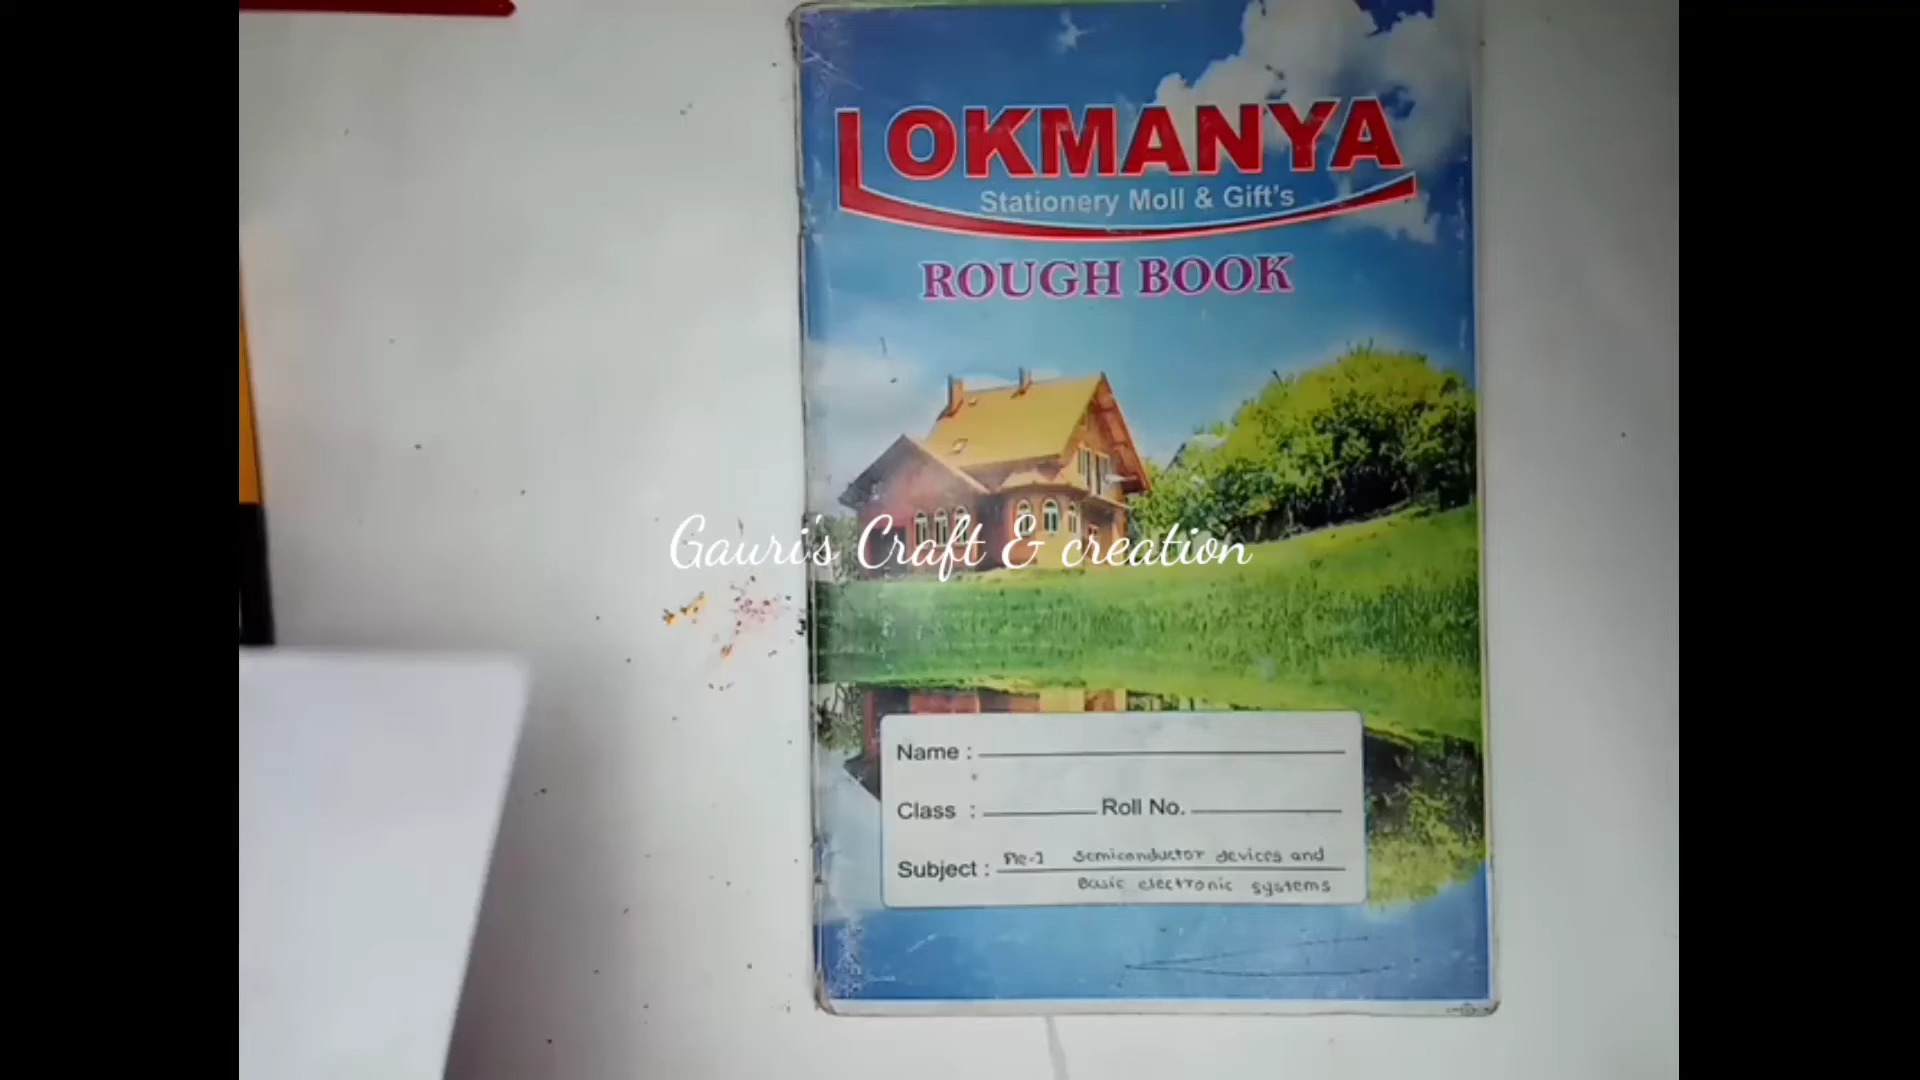 LOKMANYA
Stationery Moll & Gift's
ROUGH BOOK
Gauri's Craft & creation
Name :
Class : Roll No.
Subject : Semiconductor devices and
Basic electronic systems